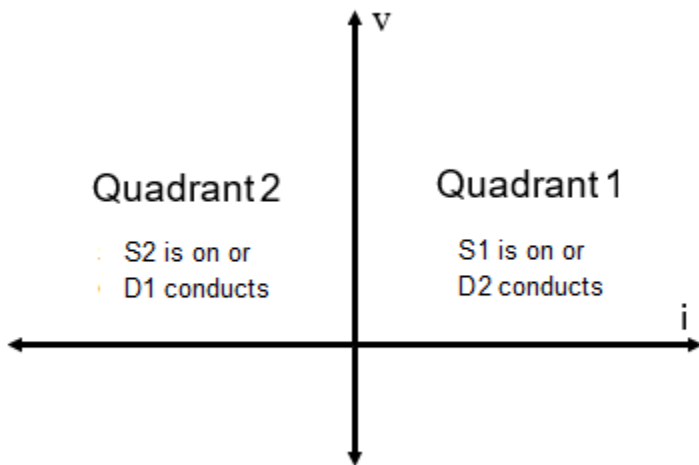 v
Quadrant 2
Quadrant 1
S2 is on or
D1 conducts
S1 is on or
D2 conducts
i